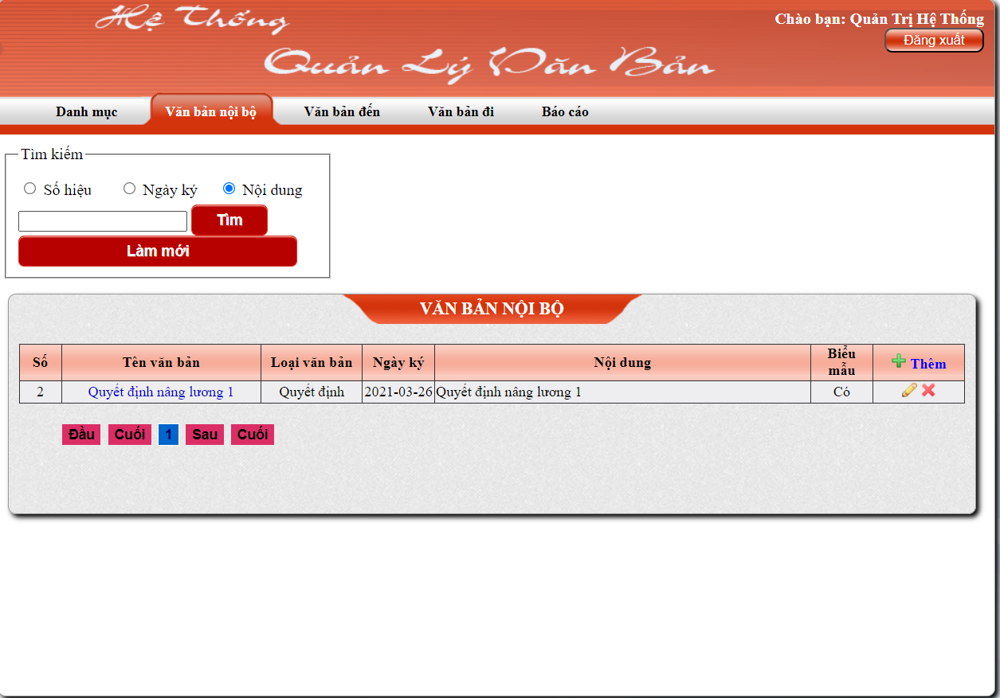 Hệ Thống
Quản Lý Văn Bản
Chào bạn: Quản Trị Hệ Thống
Đăng xuất
Danh mục Văn bản nội bộ Văn bản đến Văn bản đi Báo cáo
Tìm kiếm
Số hiệu Ngày ký Nội dung
Tìm
Làm mới
VĂN BẢN NỘI BỘ
Số Tên văn bản Loại văn bản Ngày ký Nội dung Biểu mẫu Thêm
2 Quyết định nâng lương 1 Quyết định 2021-03-26 Quyết định nâng lương 1 Có
Đầu Cuối 1 Sau Cuối